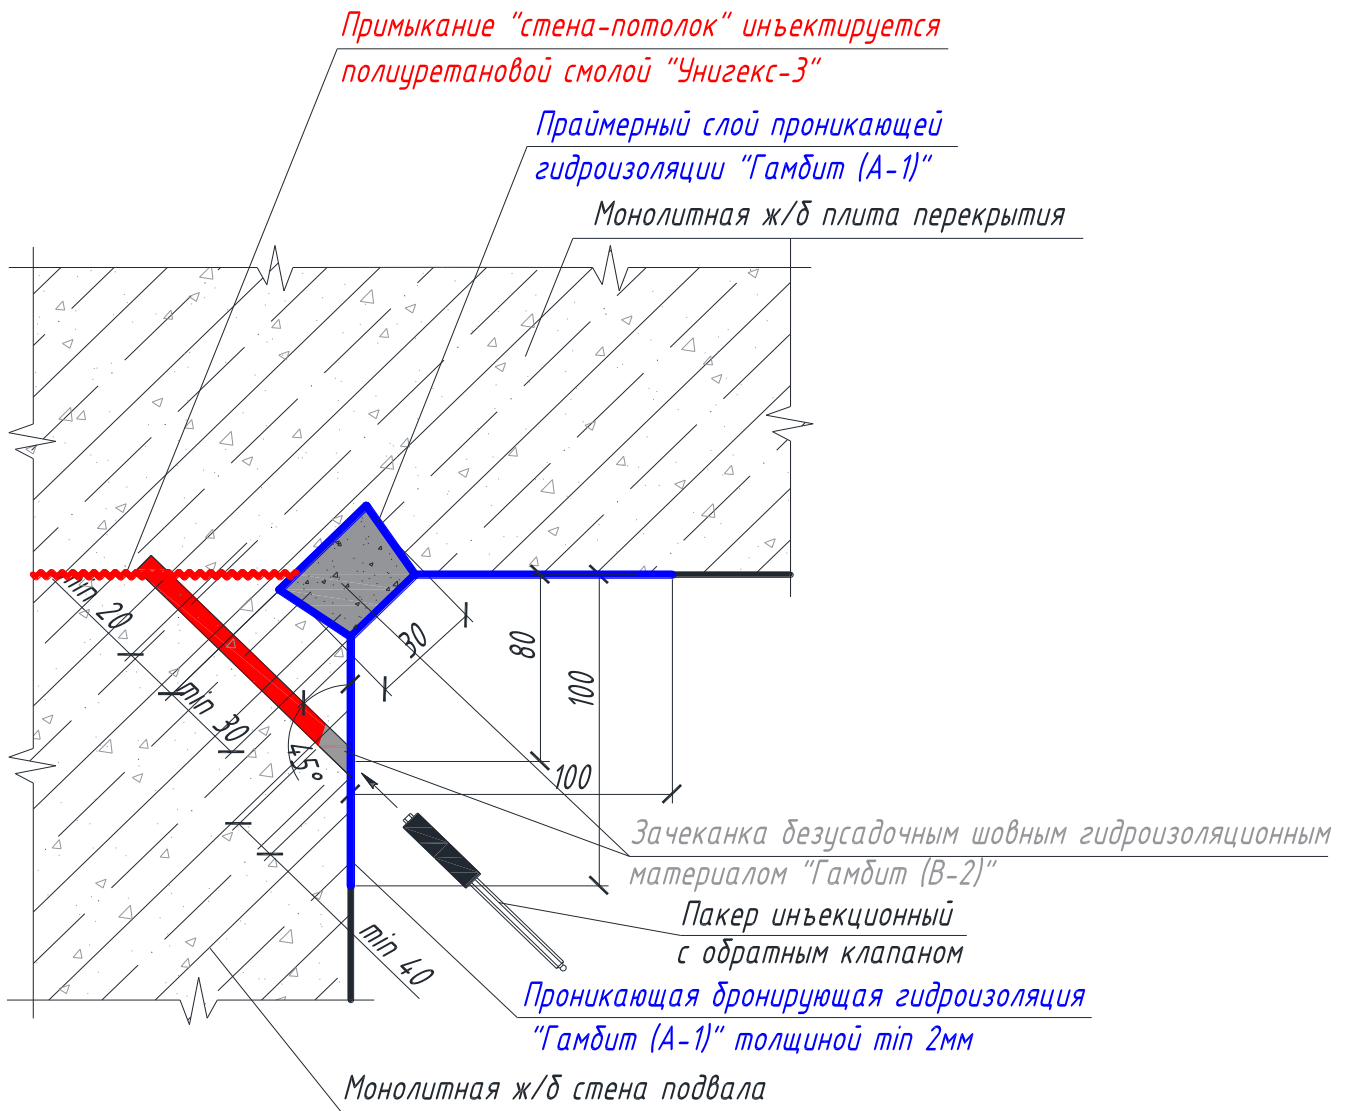 Примыкание "стена-потолок" инъектируется
полиуретановой смолой "Унигекс-3"
Праймерный слой проникающей
гидроизоляции "Гамбит (А-1)"
Монолитная ж/б плита перекрытия
min 20
30
80
min 30
100
45°
100
Зачеканка безусадочным шовным гидроизоляционным
материалом "Гамбит (В-2)"
Пакер инъекционный
с обратным клапаном
min 40
Проникающая бронирующая гидроизоляция
"Гамбит (А-1)" толщиной min 2мм
Монолитная ж/б стена подвала